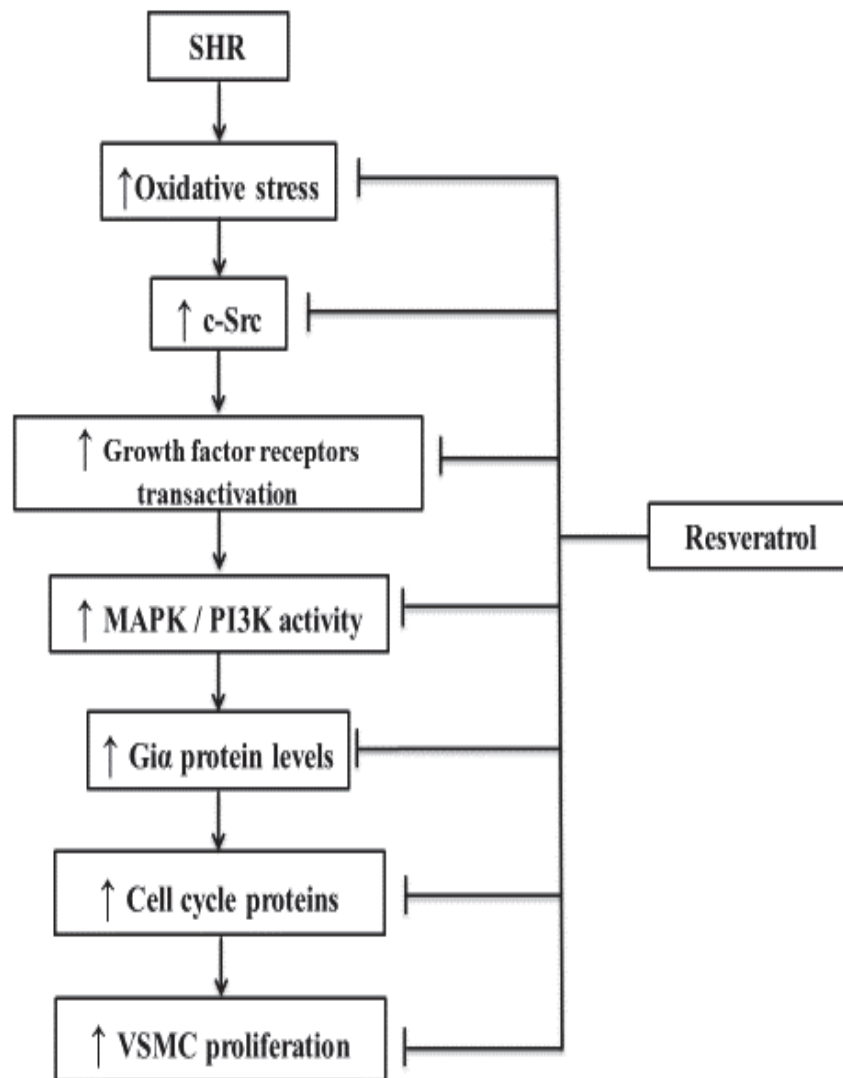 SHR
↑Oxidative stress
↑ c-Src
↑ Growth factor receptors
transactivation
Resveratrol
↑ MAPK / PI3K activity
↑ Giα protein levels
↑ Cell cycle proteins
↑ VSMC proliferation